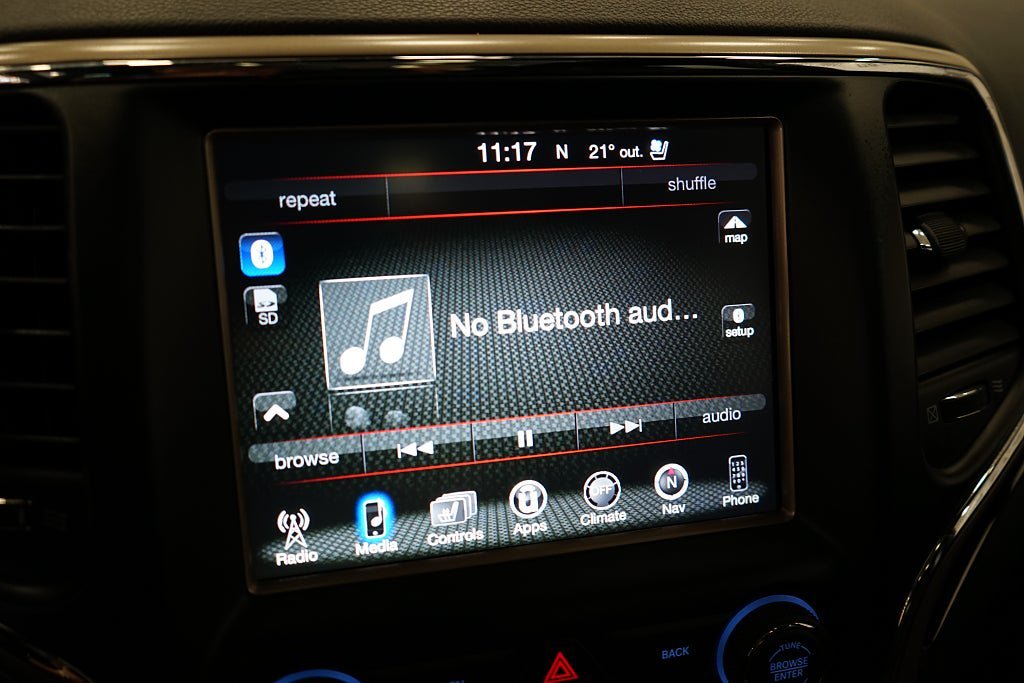 11:17 N 21° out.
repeat
shuffle
map
SD
No Bluetooth aud...
setup
browse
audio
Radio
Media
Controls
Apps
OFF
Climate
N
Nav
Phone
BACK
TUNE
BROWSE
ENTER